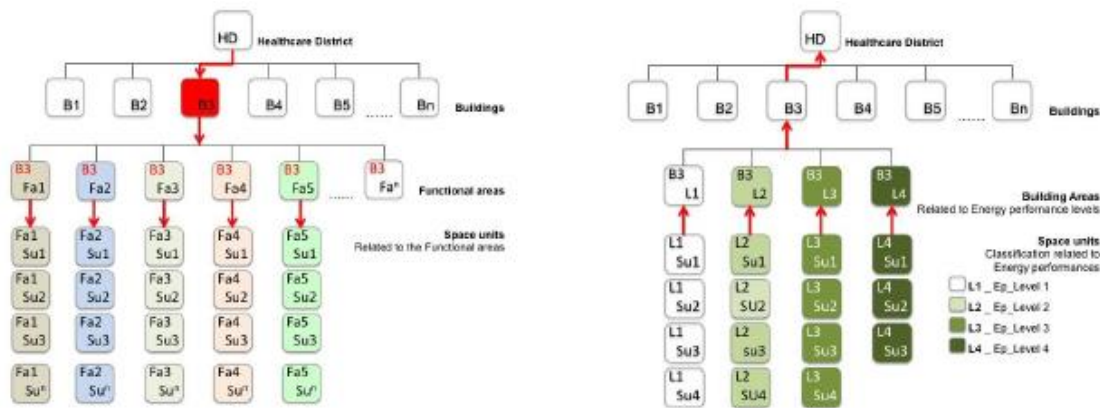 HD
Healthcare District
B1 B2 B3 B4 B5 ...... Bn
Buildings
B3 Fa1
B3 Fa2
B3 Fa3
B3 Fa4
B3 Fa5
......
B3 Faⁿ
Functional areas
Space units
Related to the Functional areas
Fa1 Su1
Fa2 Su1
Fa3 Su1
Fa4 Su1
Fa5 Su1
Fa1 Su2
Fa2 Su2
Fa3 Su2
Fa4 Su2
Fa5 Su2
Fa1 Su3
Fa2 Su3
Fa3 Su3
Fa4 Su3
Fa5 Su3
Fa1 Suⁿ
Fa2 Suⁿ
Fa3 Suⁿ
Fa4 Suⁿ
Fa5 Suⁿ
HD
Healthcare District
B1 B2 B3 B4 B5 ...... Bn
Buildings
B3 L1
B3 L2
B3 L3
B3 L4
Building Areas
Related to Energy performance levels
Space units
Classification related to
Energy performances
L1 Su1
L2 Su1
L3 Su1
L4 Su1
L1 Su2
L2 SU2
L3 Su2
L4 Su2
L1 Su3
L2 su3
L3 Su3
L4 Su3
L1 Su4
L2 SU4
L3 Su4
L1 _ Ep_Level 1
L2 _ Ep_Level 2
L3 _ Ep_Level 3
L4 _ Ep_Level 4